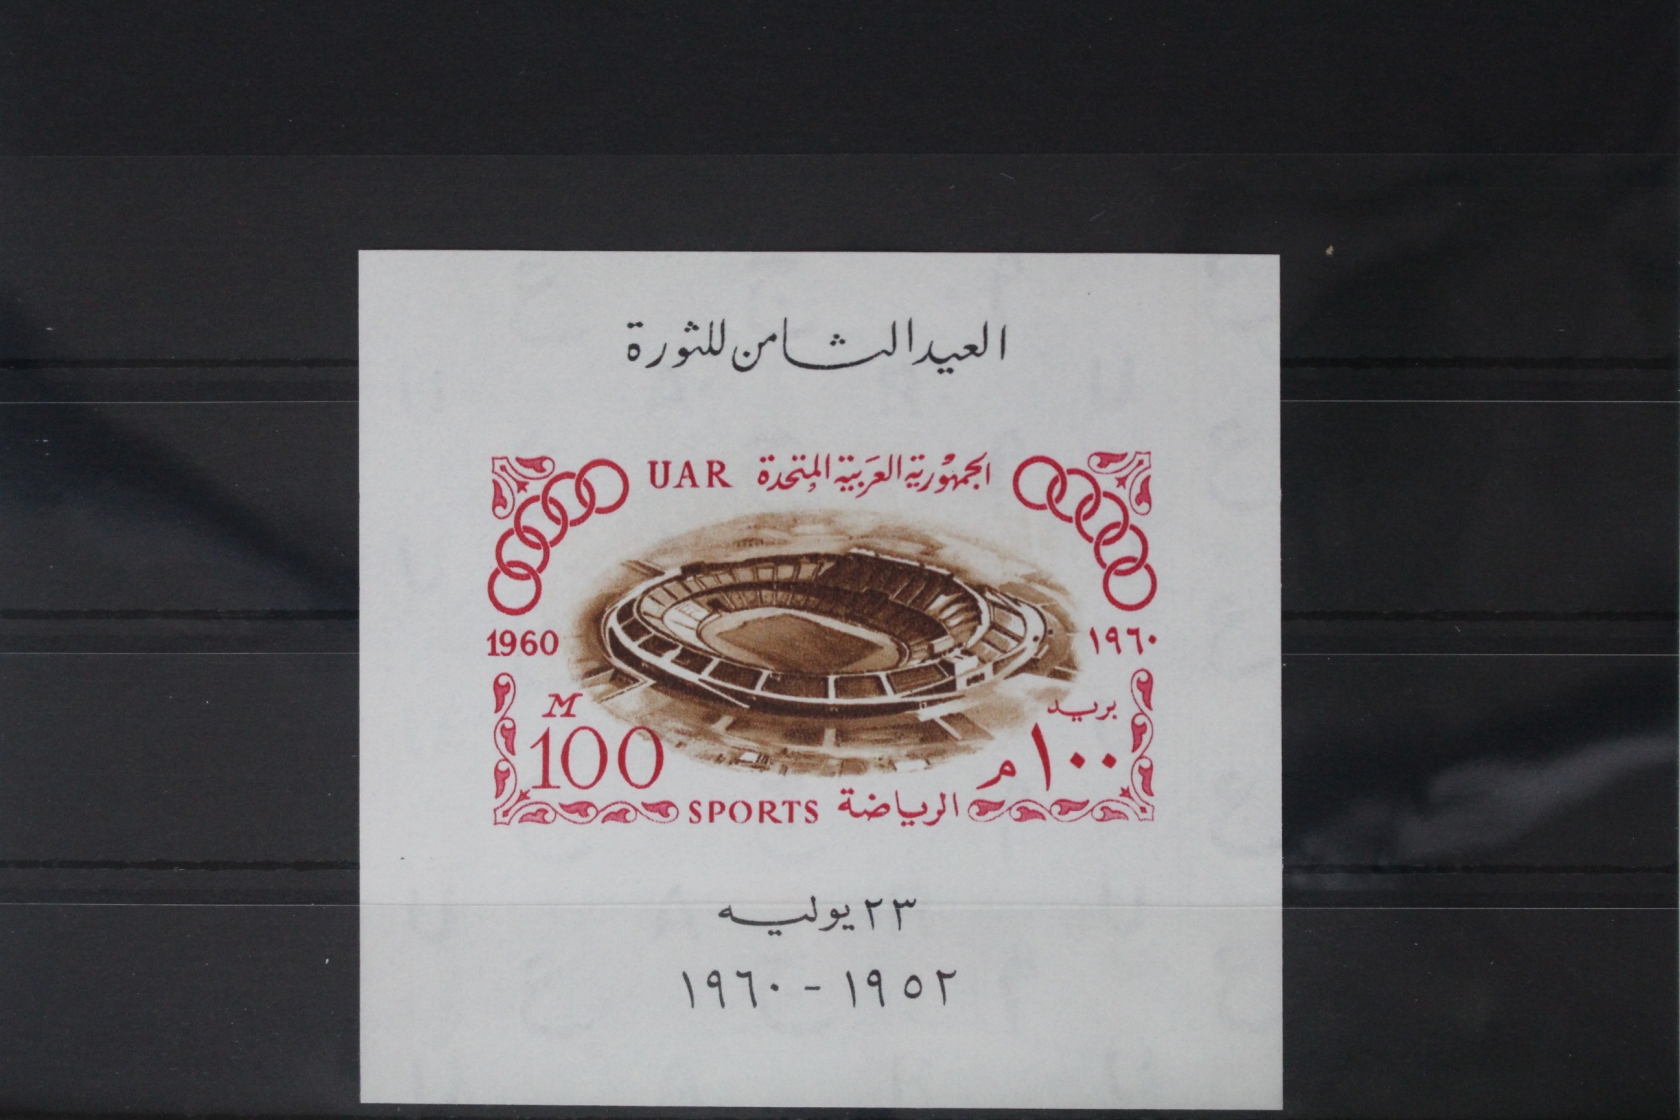 العيد الثامن للثورة
UAR الجمهورية العربية المتحدة
1960 ١٩٦٠
M بريد
100 ١٠٠ م
SPORTS الرياضة
٢٣ يوليه
١٩٥٢ - ١٩٦٠